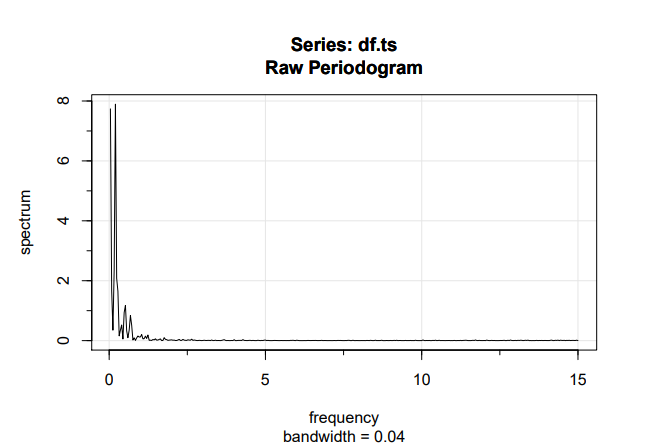 Series: df.ts
Raw Periodogram
spectrum
8
6
4
2
0
0 5 10 15
frequency
bandwidth = 0.04